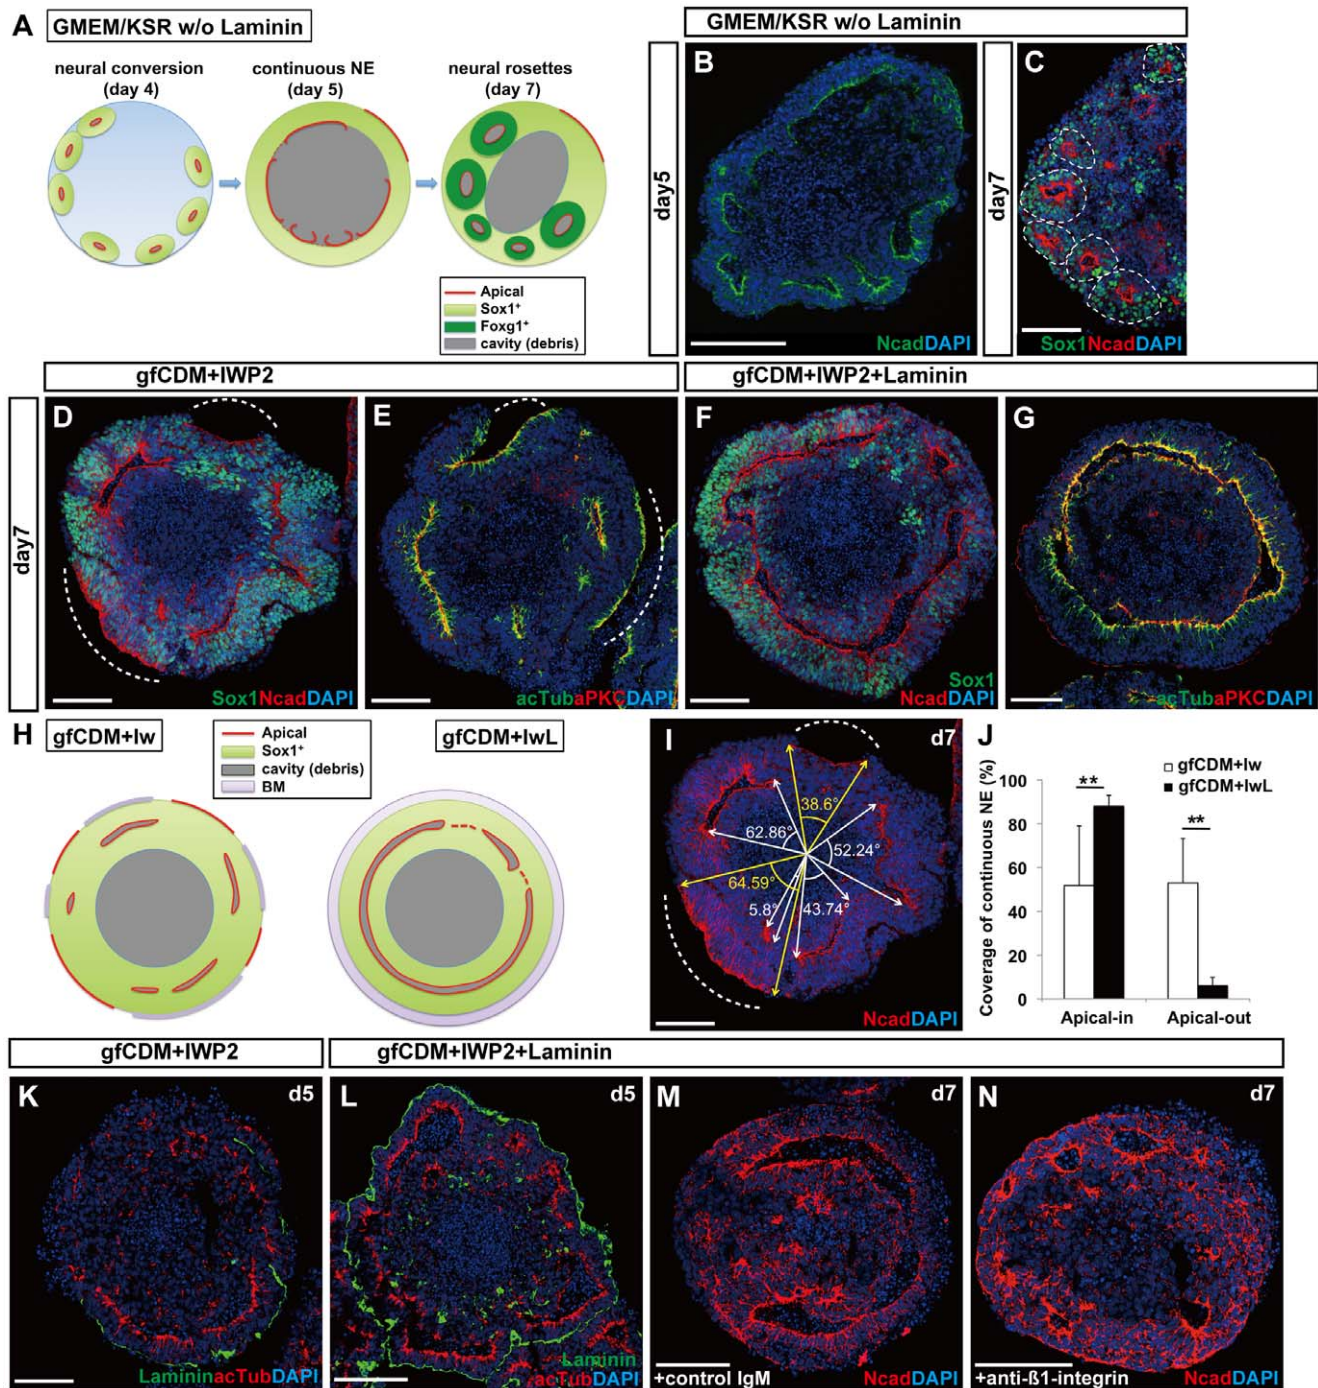 A
GMEM/KSR w/o Laminin
neural conversion
(day 4)
continuous NE
(day 5)
neural rosettes
(day 7)
Apical
Sox1+
Foxg1+
cavity (debris)
GMEM/KSR w/o Laminin
day5
B
NcadDAPI
day7
C
Sox1NcadDAPI
gfCDM+IWP2
gfCDM+IWP2+Laminin
day7
D
Sox1NcadDAPI
E
acTubaPKCDAPI
F
Sox1
NcadDAPI
G
acTubaPKCDAPI
H
gfCDM+Iw
Apical
Sox1+
cavity (debris)
BM
gfCDM+IwL
I
d7
38.6°
62.86°
52.24°
64.59°
5.8°
43.74°
NcadDAPI
J
gfCDM+Iw
gfCDM+IwL
Coverage of continuous NE (%)
100
80
60
40
20
0
**
**
Apical-in
Apical-out
gfCDM+IWP2
gfCDM+IWP2+Laminin
K
d5
LamininacTubDAPI
L
d5
Laminin
acTubDAPI
M
d7
+control IgM
NcadDAPI
N
d7
+anti-ß1-integrin
NcadDAPI